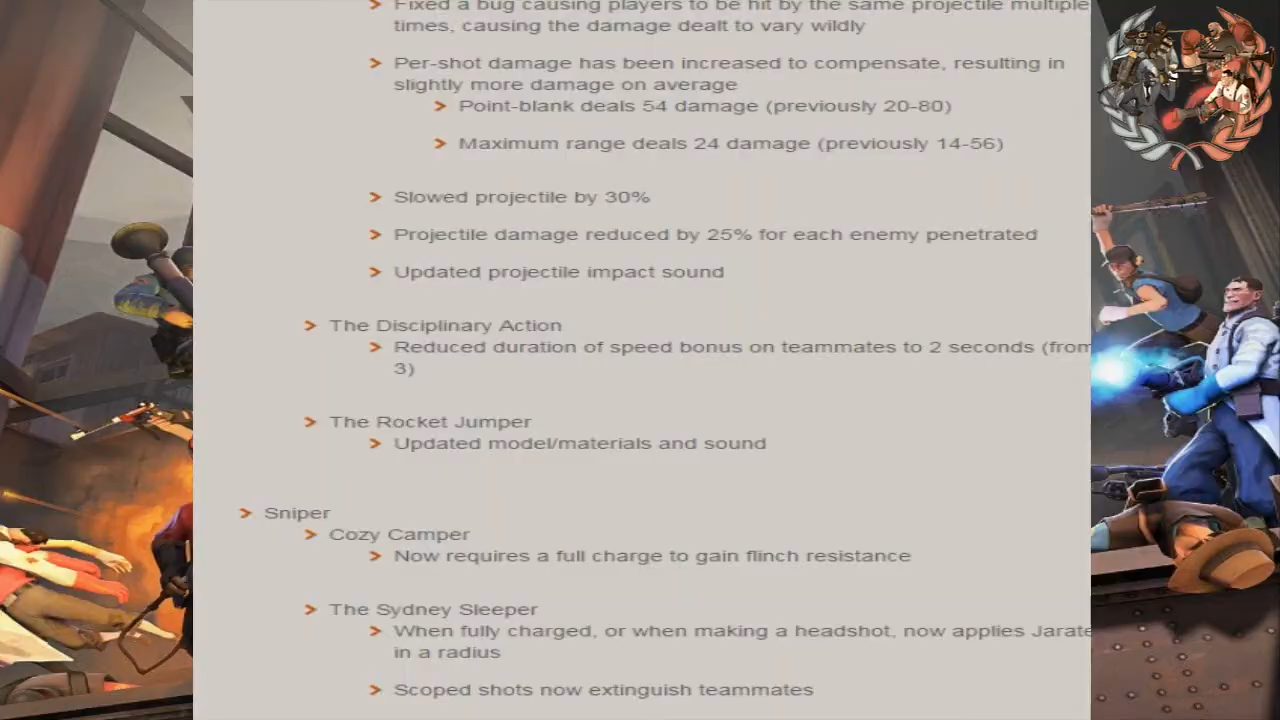 Fixed a bug causing players to be hit by the same projectile multiple
times, causing the damage dealt to vary wildly
Per-shot damage has been increased to compensate, resulting in
slightly more damage on average
Point-blank deals 54 damage (previously 20-80)
Maximum range deals 24 damage (previously 14-56)
Slowed projectile by 30%
Projectile damage reduced by 25% for each enemy penetrated
Updated projectile impact sound
The Disciplinary Action
Reduced duration of speed bonus on teammates to 2 seconds (from
3)
The Rocket Jumper
Updated model/materials and sound
Sniper
Cozy Camper
Now requires a full charge to gain flinch resistance
The Sydney Sleeper
When fully charged, or when making a headshot, now applies Jarate
in a radius
Scoped shots now extinguish teammates